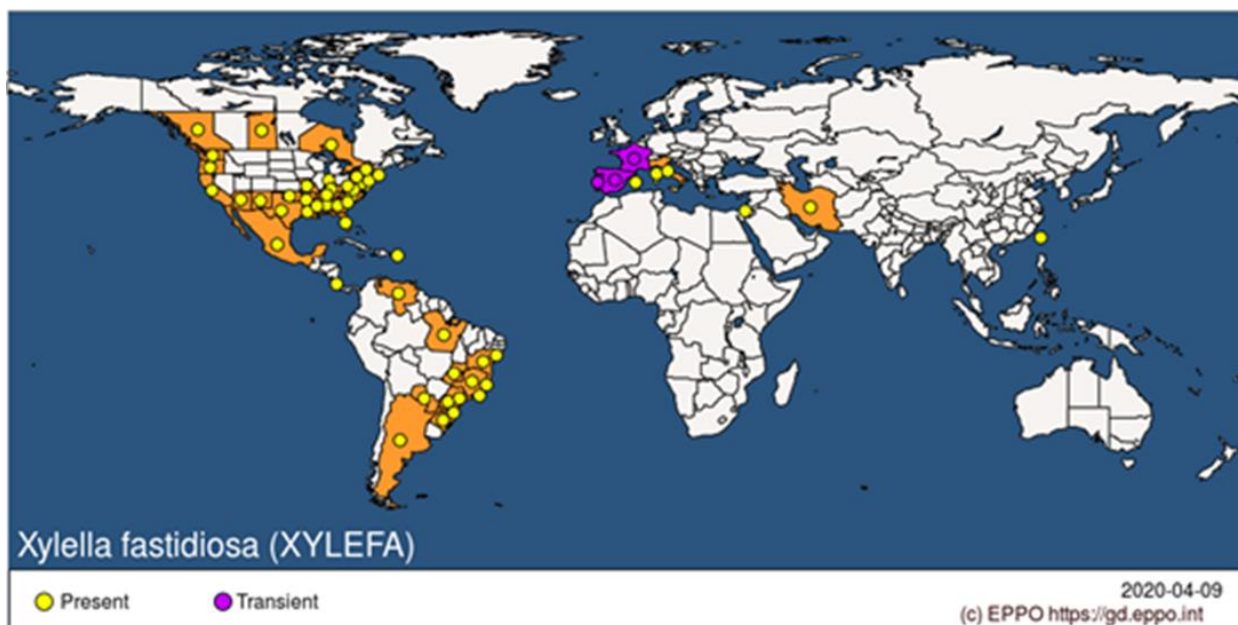 Xylella fastidiosa (XYLEFA)
Present
Transient
2020-04-09
(c) EPPO https://gd.eppo.int